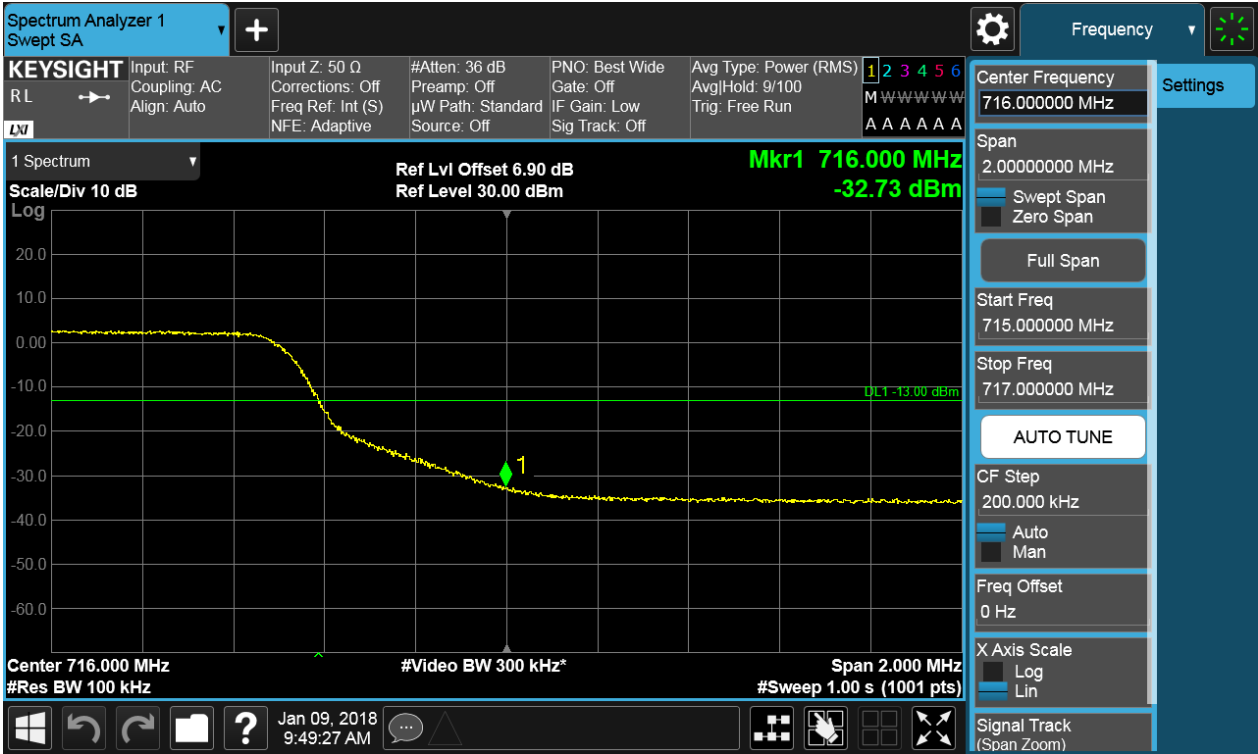 Spectrum Analyzer 1
Swept SA
Frequency
KEYSIGHT
R L
LXI
Input: RF
Coupling: AC
Align: Auto
Input Z: 50 Ω
Corrections: Off
Freq Ref: Int (S)
NFE: Adaptive
#Atten: 36 dB
Preamp: Off
µW Path: Standard
Source: Off
PNO: Best Wide
Gate: Off
IF Gain: Low
Sig Track: Off
Avg Type: Power (RMS)
Avg|Hold: 9/100
Trig: Free Run
1 2 3 4 5 6
M W W W W W
A A A A A A
1 Spectrum
Scale/Div 10 dB
Log
Ref Lvl Offset 6.90 dB
Ref Level 30.00 dBm
Mkr1 716.000 MHz
-32.73 dBm
20.0
10.0
0.00
-10.0
-20.0
-30.0
-40.0
-50.0
-60.0
DL1 -13.00 dBm
1
Center 716.000 MHz
#Res BW 100 kHz
#Video BW 300 kHz*
Span 2.000 MHz
#Sweep 1.00 s (1001 pts)
Center Frequency
716.000000 MHz
Span
2.00000000 MHz
Swept Span
Zero Span
Full Span
Start Freq
715.000000 MHz
Stop Freq
717.000000 MHz
AUTO TUNE
CF Step
200.000 kHz
Auto
Man
Freq Offset
0 Hz
X Axis Scale
Log
Lin
Signal Track
(Span Zoom)
Settings
?
Jan 09, 2018
9:49:27 AM